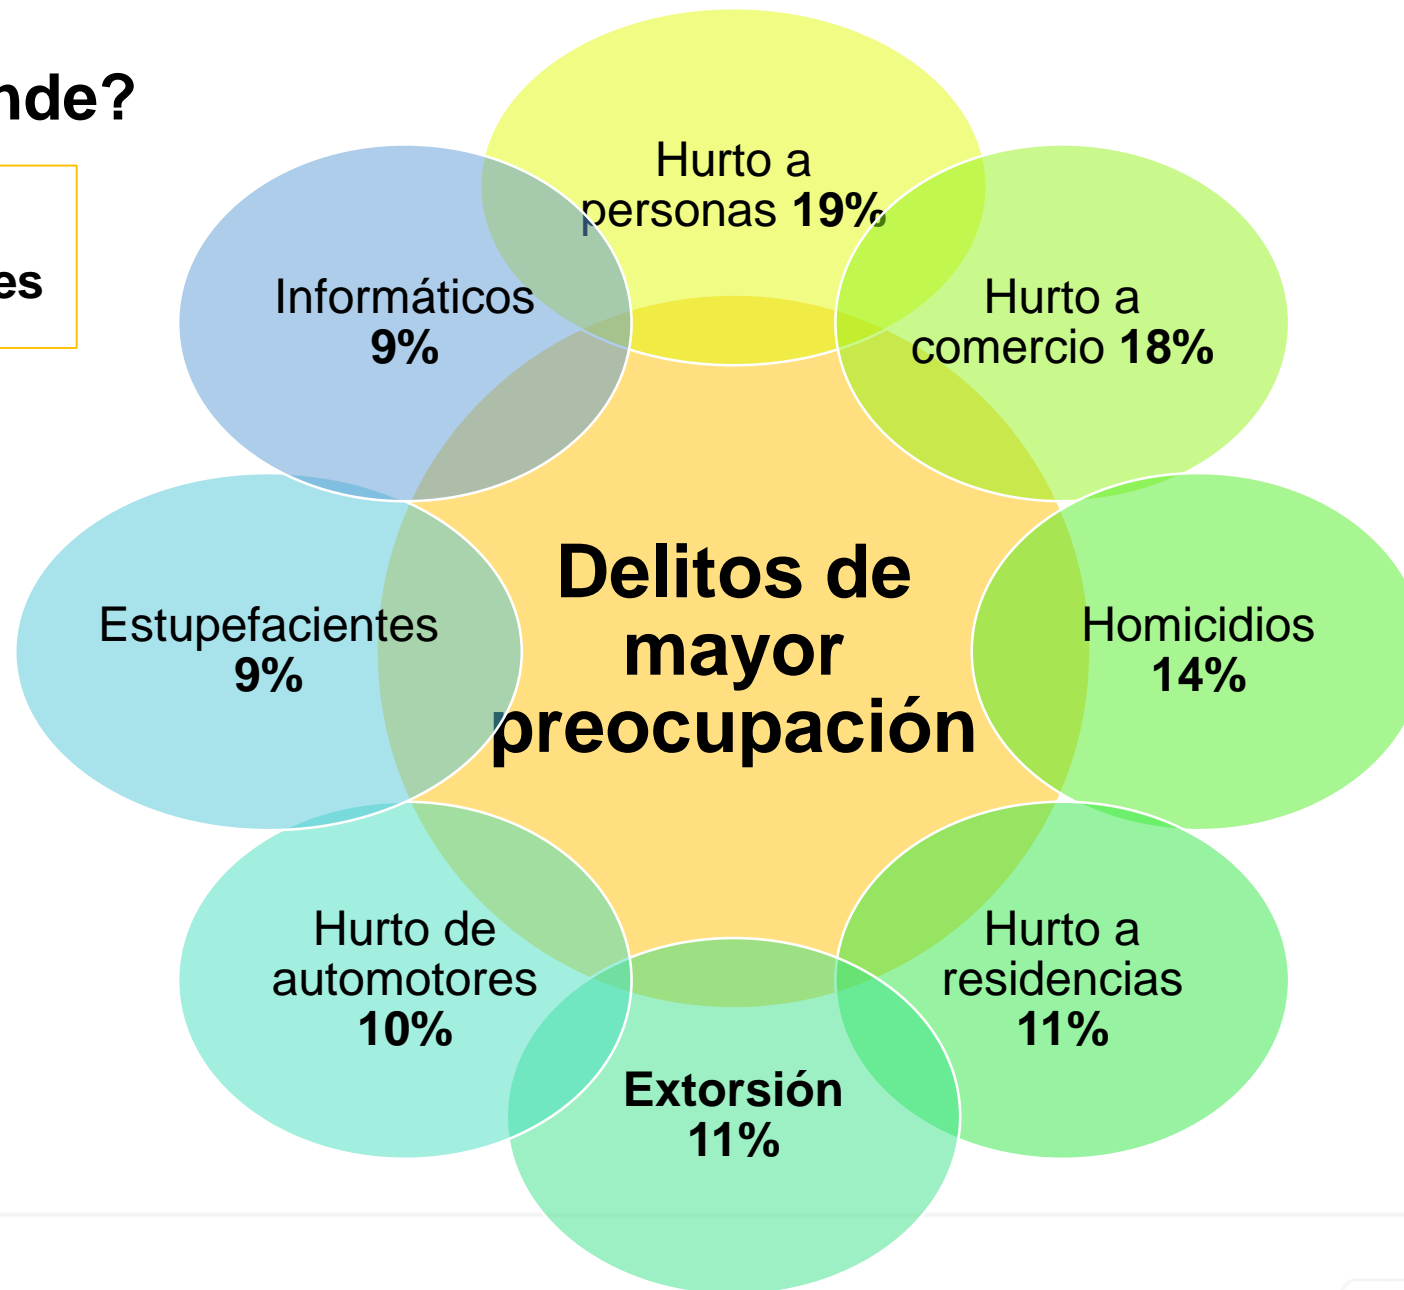 nde?
es
Hurto a
personas 19%
Hurto a
comercio 18%
Homicidios
14%
Hurto a
residencias
11%
Extorsión
11%
Hurto de
automotores
10%
Estupefacientes
9%
Informáticos
9%
Delitos de
mayor
preocupación